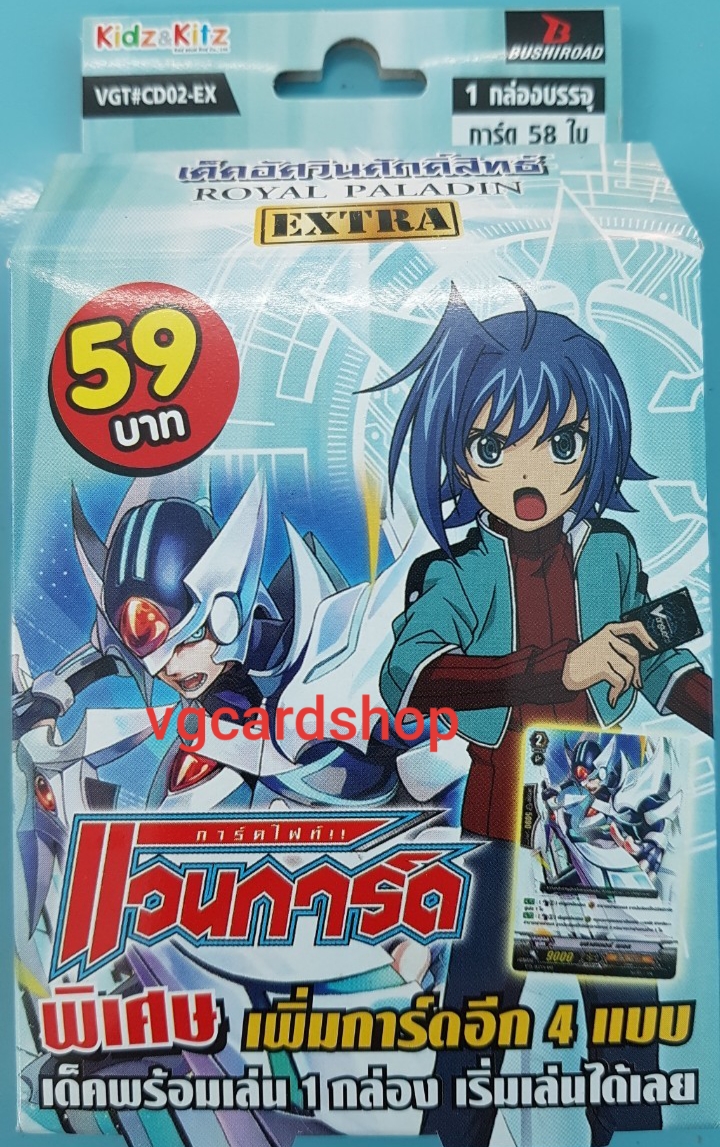 Kidz&Kitz
BUSHIROAD
VGT#CD02-EX
1 กล่องบรรจุ
การ์ด 58 ใบ
เด็คอัศวินศักดิ์สิทธิ์
ROYAL PALADIN
EXTRA
59
บาท
vgcardshop
การ์ดไฟท์!!
แวนการ์ด
2
5000
9000
พิเศษ เพิ่มการ์ดอีก 4 แบบ
เด็คพร้อมเล่น 1 กล่อง เริ่มเล่นได้เลย